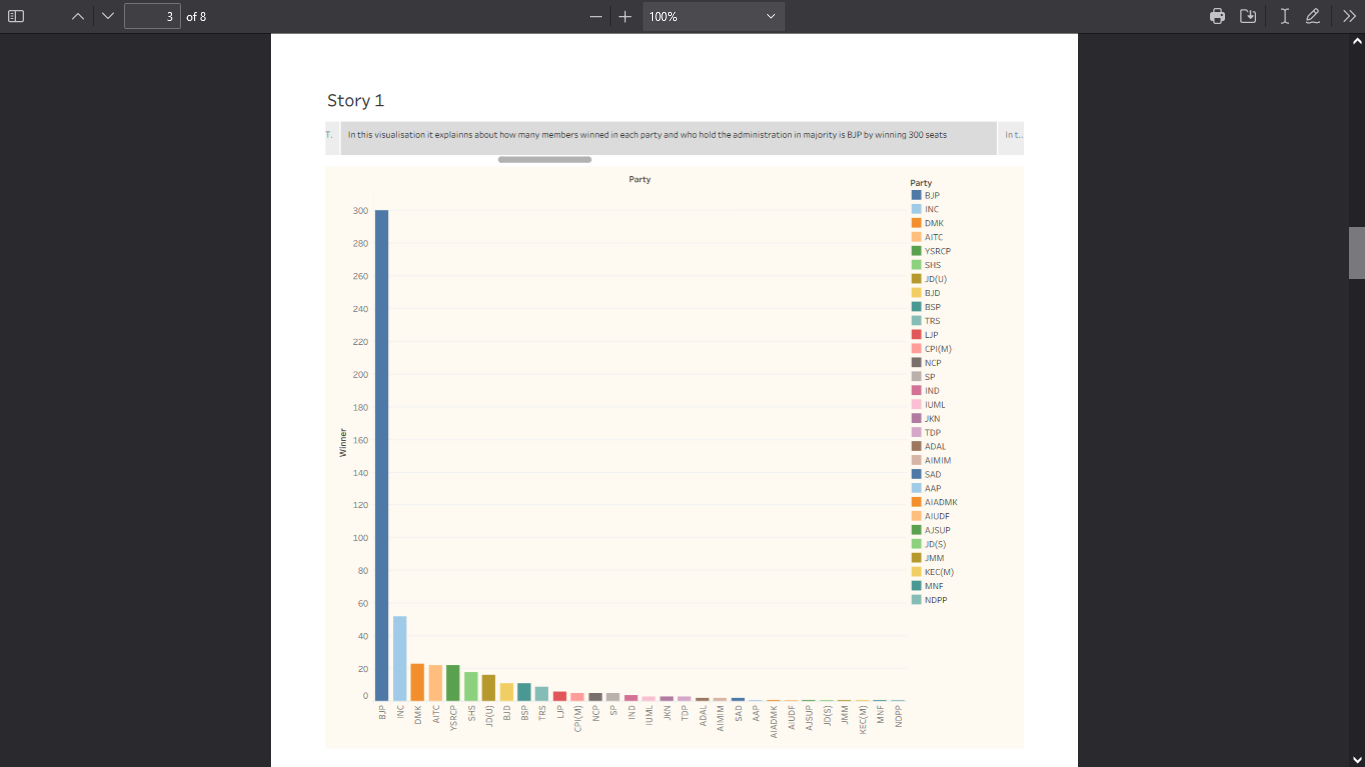 3 of 8
100%
Story 1
T.
In this visualisation it explainns about how many members winned in each party and who hold the administration in majority is BJP by winning 300 seats
In t..
Party
Party
BJP
INC
DMK
AITC
YSRCP
SHS
JD(U)
BJD
BSP
TRS
LJP
CPI(M)
NCP
SP
IND
IUML
JKN
TDP
ADAL
AIMIM
SAD
AAP
AIADMK
AIUDF
AJSUP
JD(S)
JMM
KEC(M)
MNF
NDPP
Winner
300
280
260
240
220
200
180
160
140
120
100
80
60
40
20
0
BJP
INC
DMK
AITC
YSRCP
SHS
JD(U)
BJD
BSP
TRS
LJP
CPI(M)
NCP
SP
IND
IUML
JKN
TDP
ADAL
AIMIM
SAD
AAP
AIADMK
AIUDF
AJSUP
JD(S)
JMM
KEC(M)
MNF
NDPP